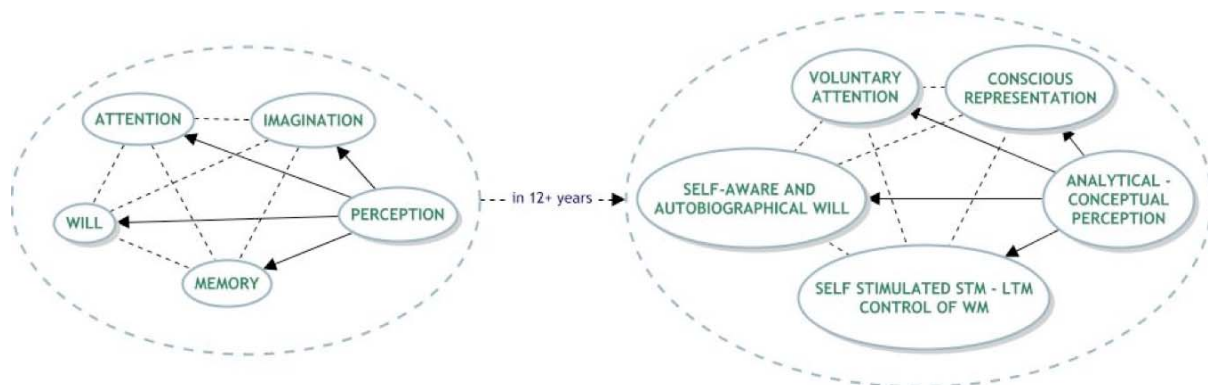 ATTENTION
IMAGINATION
WILL
PERCEPTION
MEMORY
in 12+ years
VOLUNTARY
ATTENTION
CONSCIOUS
REPRESENTATION
SELF-AWARE AND
AUTOBIOGRAPHICAL WILL
ANALYTICAL -
CONCEPTUAL
PERCEPTION
SELF STIMULATED STM - LTM
CONTROL OF WM